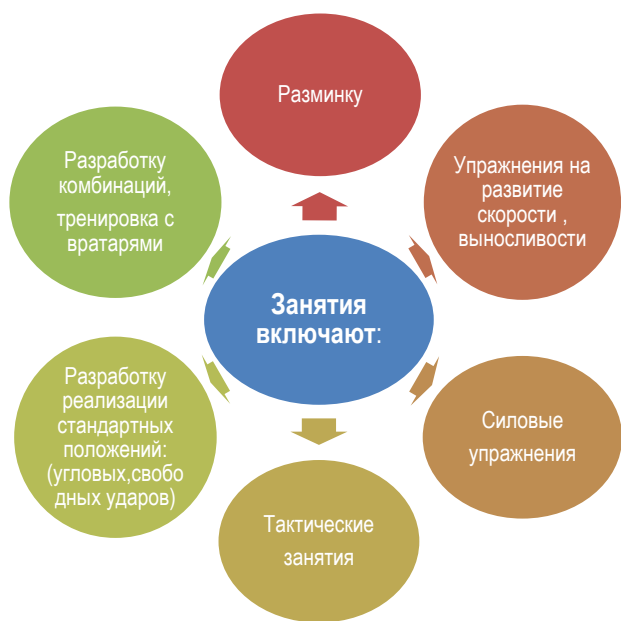 Разминку
Упражнения на
развитие
скорости ,
выносливости
Силовые
упражнения
Тактические
занятия
Разработку
реализации
стандартных
положений:
(угловых,свобо
дных ударов)
Разработку
комбинаций,
тренировка с
вратарями
Занятия
включают: